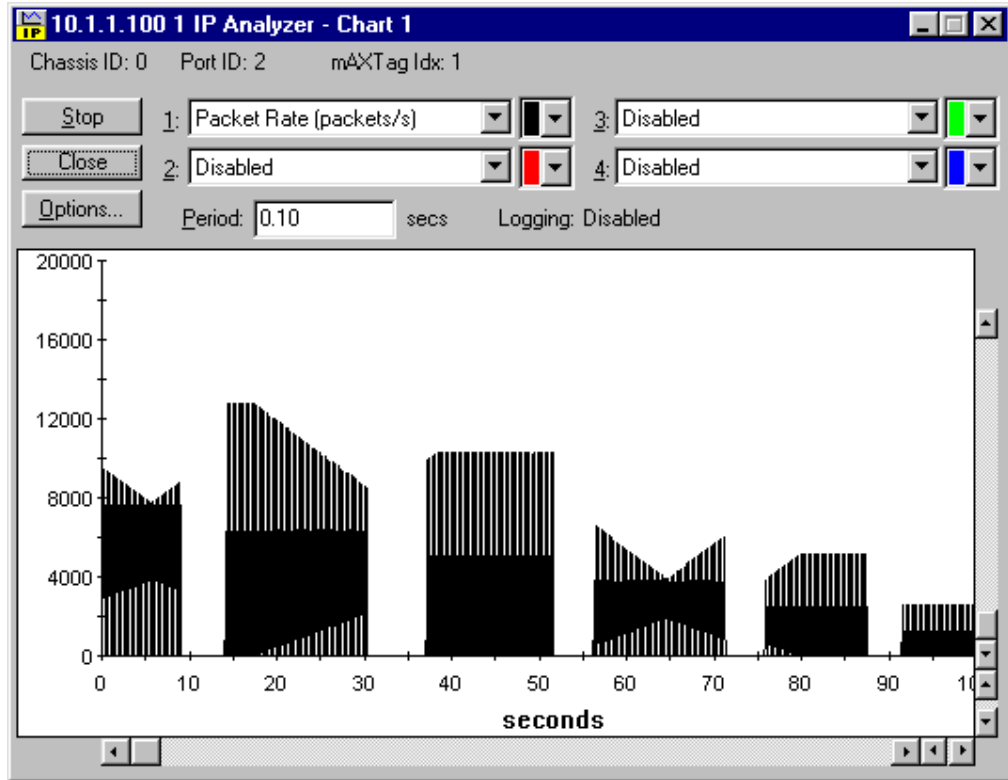 IP 10.1.1.100 1 IP Analyzer - Chart 1
Chassis ID: 0 Port ID: 2 mAXTag Idx: 1
Stop 1: Packet Rate (packets/s) 3: Disabled
Close 2: Disabled 4: Disabled
Options... Period: 0.10 secs Logging: Disabled
20000
16000
12000
8000
4000
0
0 10 20 30 40 50 60 70 80 90 10
seconds